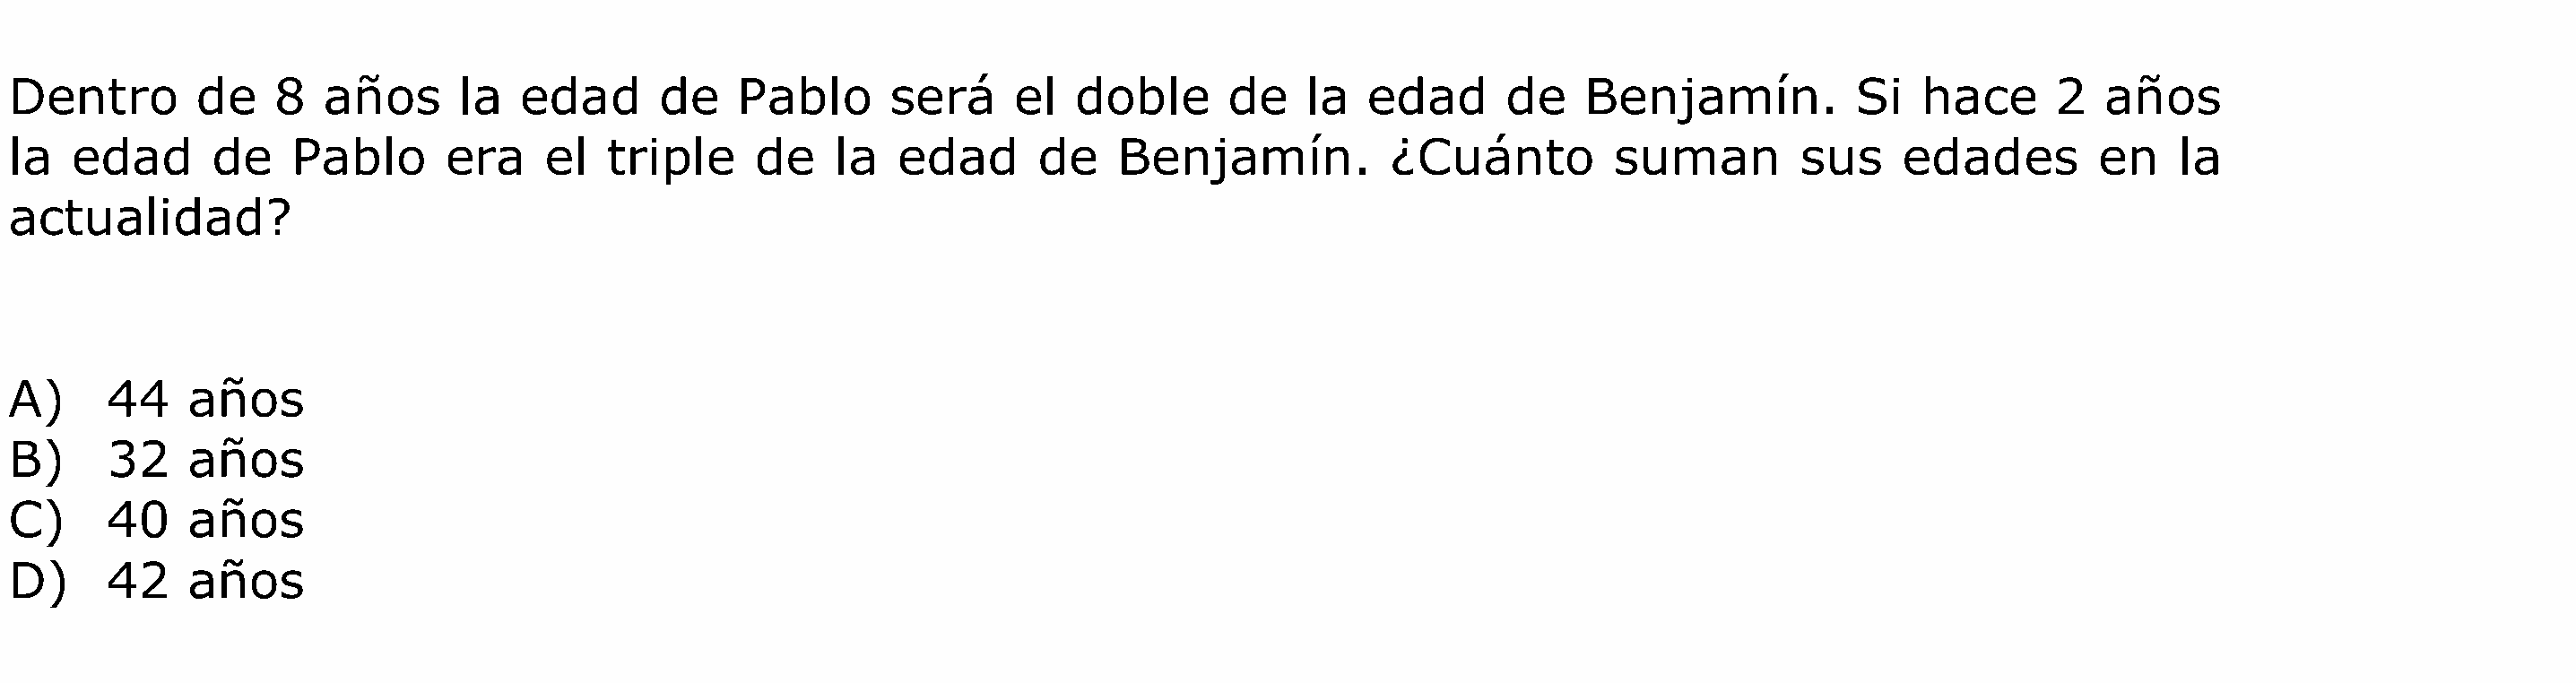 Dentro de 8 años la edad de Pablo será el doble de la edad de Benjamín. Si hace 2 años
la edad de Pablo era el triple de la edad de Benjamín. ¿Cuánto suman sus edades en la
actualidad?
A) 44 años
B) 32 años
C) 40 años
D) 42 años